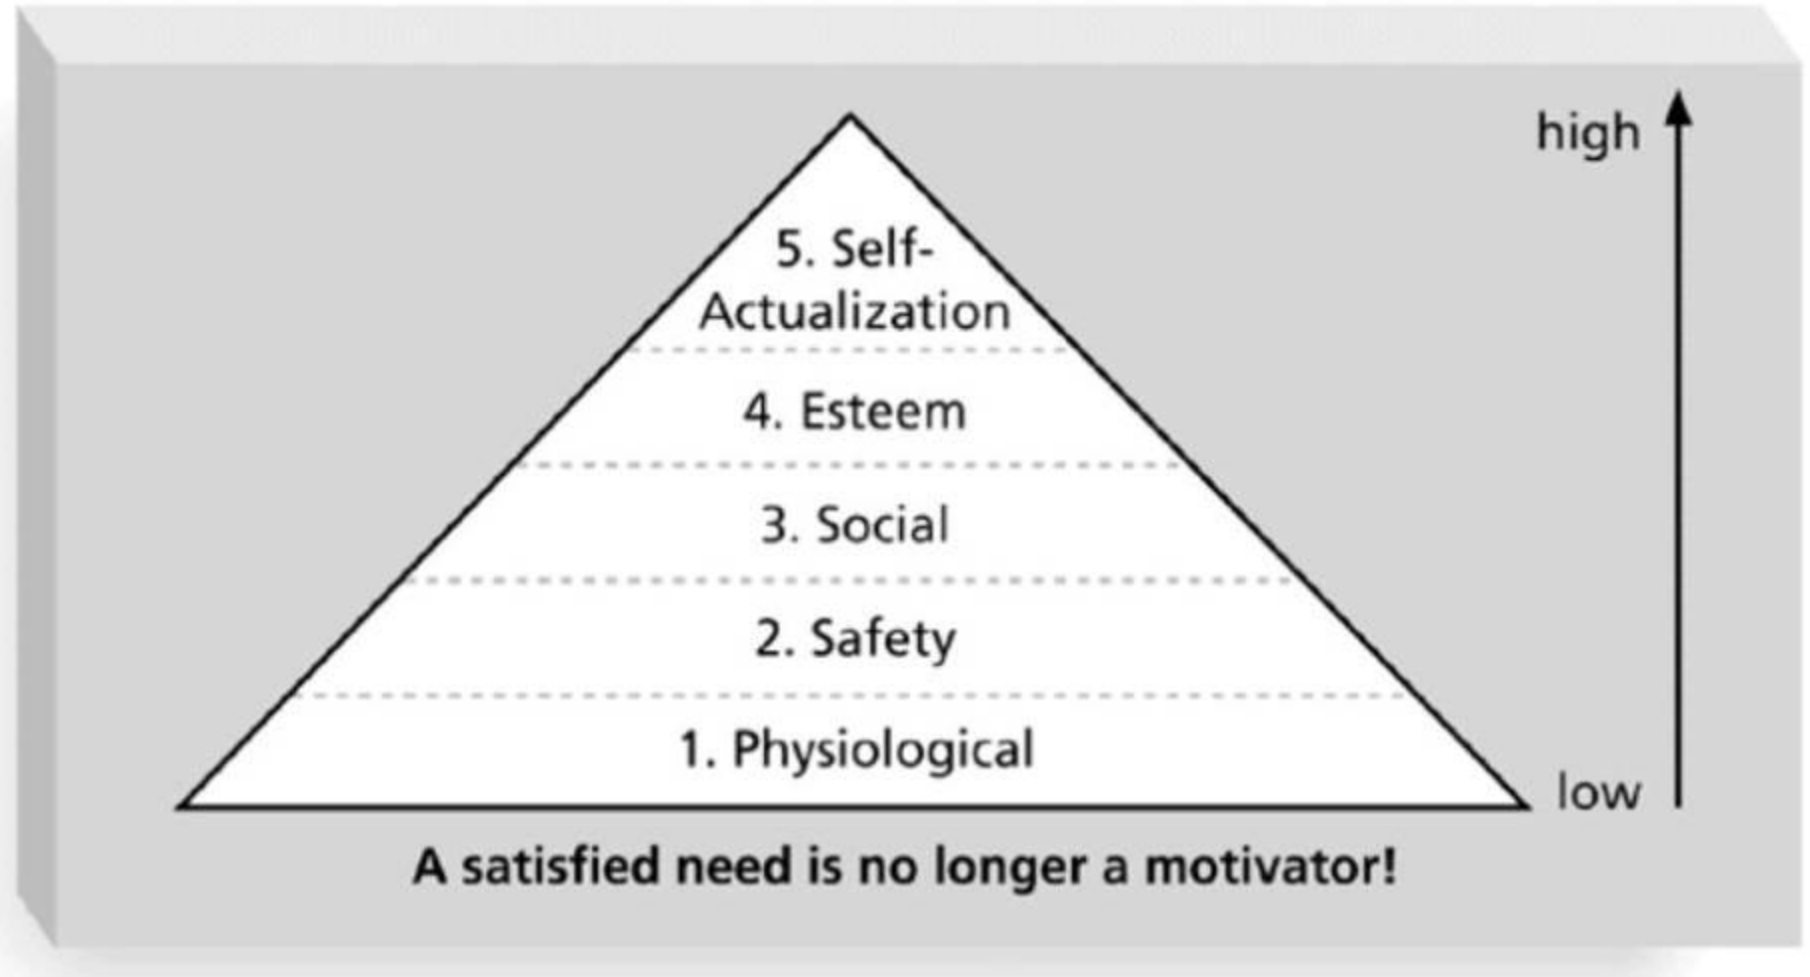 high
5. Self-
Actualization
4. Esteem
3. Social
2. Safety
1. Physiological
low
A satisfied need is no longer a motivator!